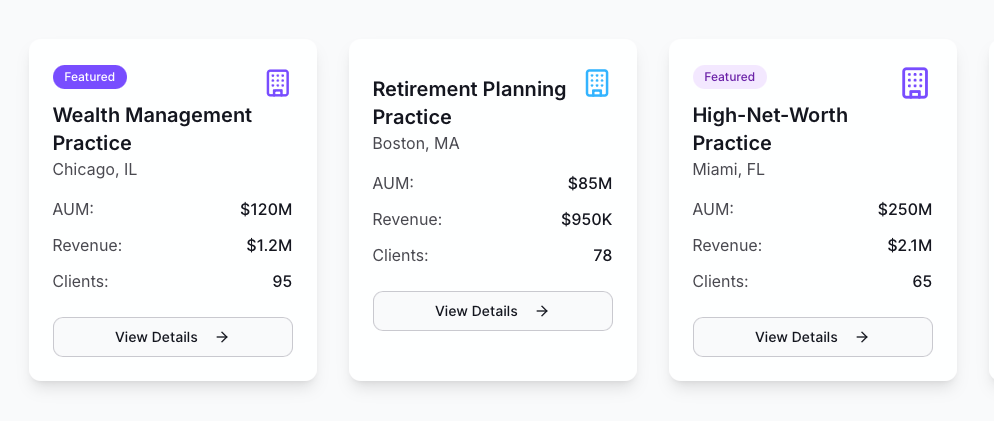 Featured
Wealth Management
Practice
Chicago, IL
AUM: $120M
Revenue: $1.2M
Clients: 95
View Details
Retirement Planning
Practice
Boston, MA
AUM: $85M
Revenue: $950K
Clients: 78
View Details
Featured
High-Net-Worth
Practice
Miami, FL
AUM: $250M
Revenue: $2.1M
Clients: 65
View Details